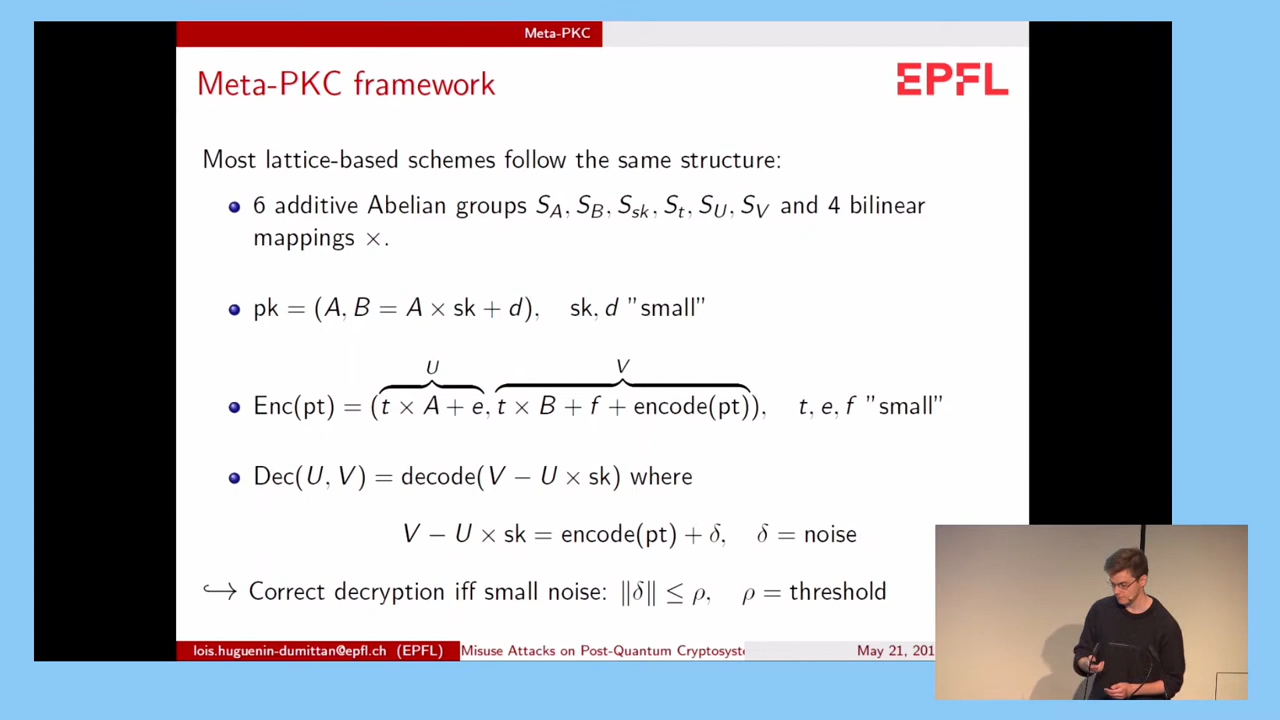 Meta-PKC
Meta-PKC framework
EPFL
Most lattice-based schemes follow the same structure:
6 additive Abelian groups S_A, S_B, S_sk, S_t, S_U, S_V and 4 bilinear
mappings ×.
pk = (A, B = A × sk + d), sk, d "small"
U V
Enc(pt) = (t × A + e, t × B + f + encode(pt)), t, e, f "small"
Dec(U, V) = decode(V − U × sk) where
V − U × sk = encode(pt) + δ, δ = noise
↪ Correct decryption iff small noise: ‖δ‖ ≤ ρ, ρ = threshold
lois.huguenin-dumittan@epfl.ch (EPFL) Misuse Attacks on Post-Quantum May 21,